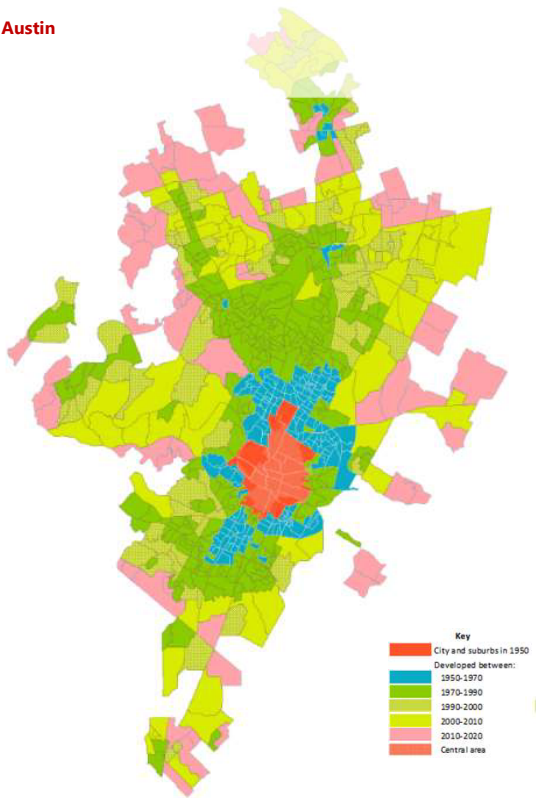 Austin
Key
City and suburbs in 1950
Developed between:
1950-1970
1970-1990
1990-2000
2000-2010
2010-2020
Central area